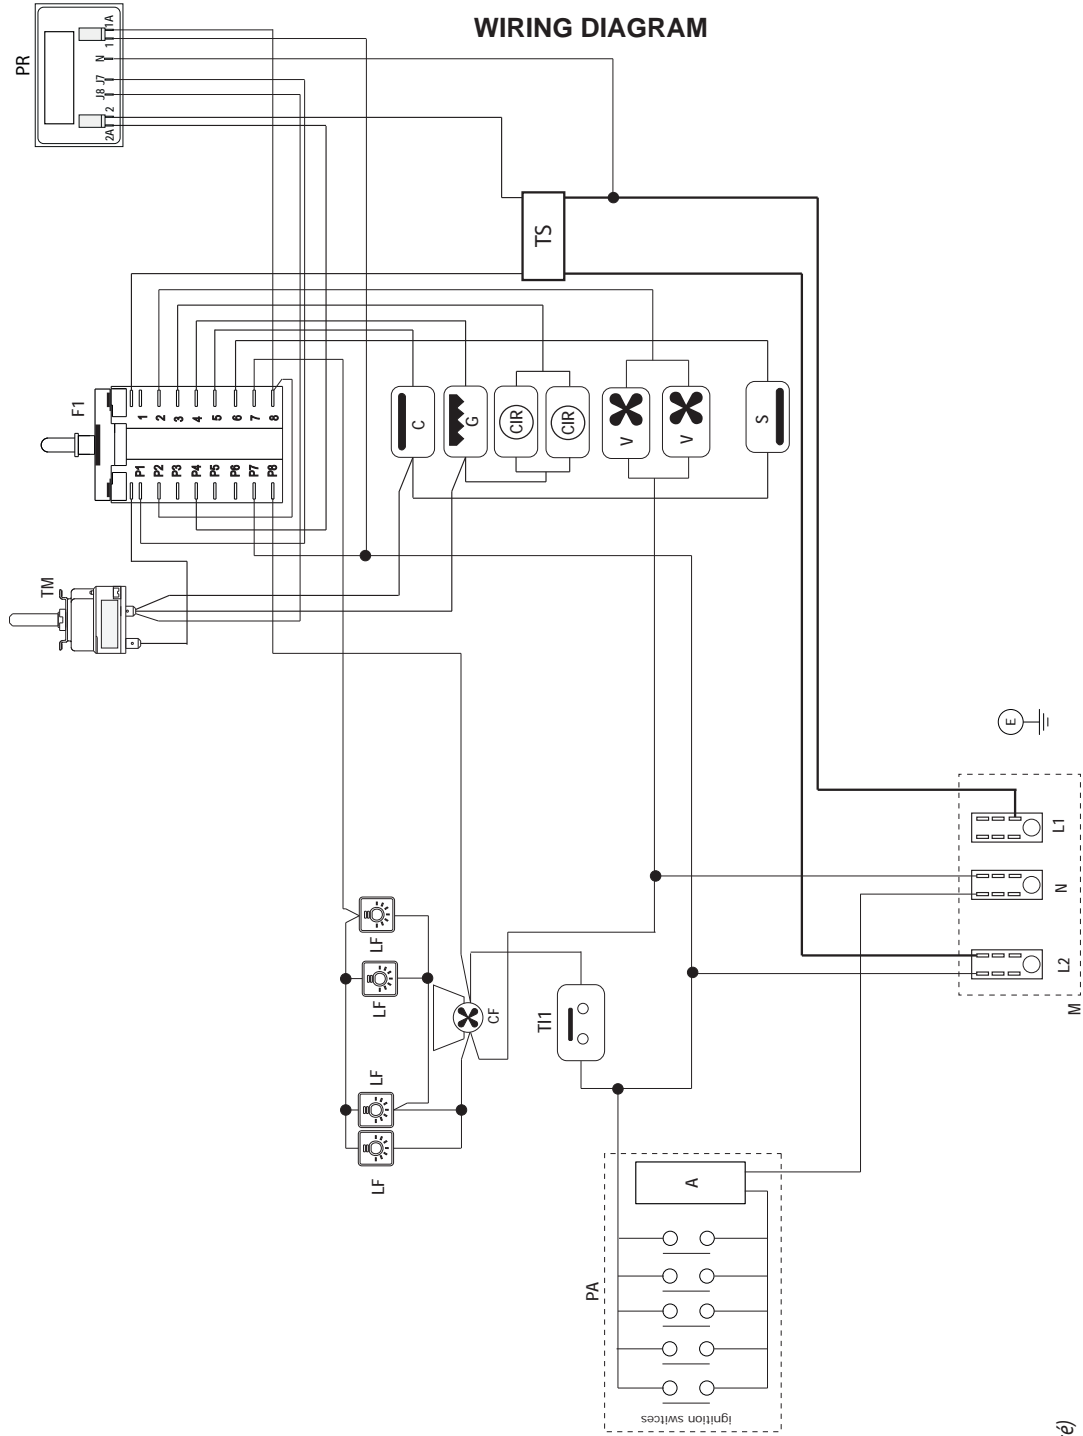 WIRING DIAGRAM
PR
1A
1
N
J7
J8
2
2A
TS
F1
1
2
3
4
5
6
7
8
P1
P2
P3
P4
P5
P6
P7
P8
C
G
CIR
CIR
V
V
S
TM
E
L1
N
L2
M
LF
LF
LF
LF
CF
TI1
A
PA
ignition switces
é)